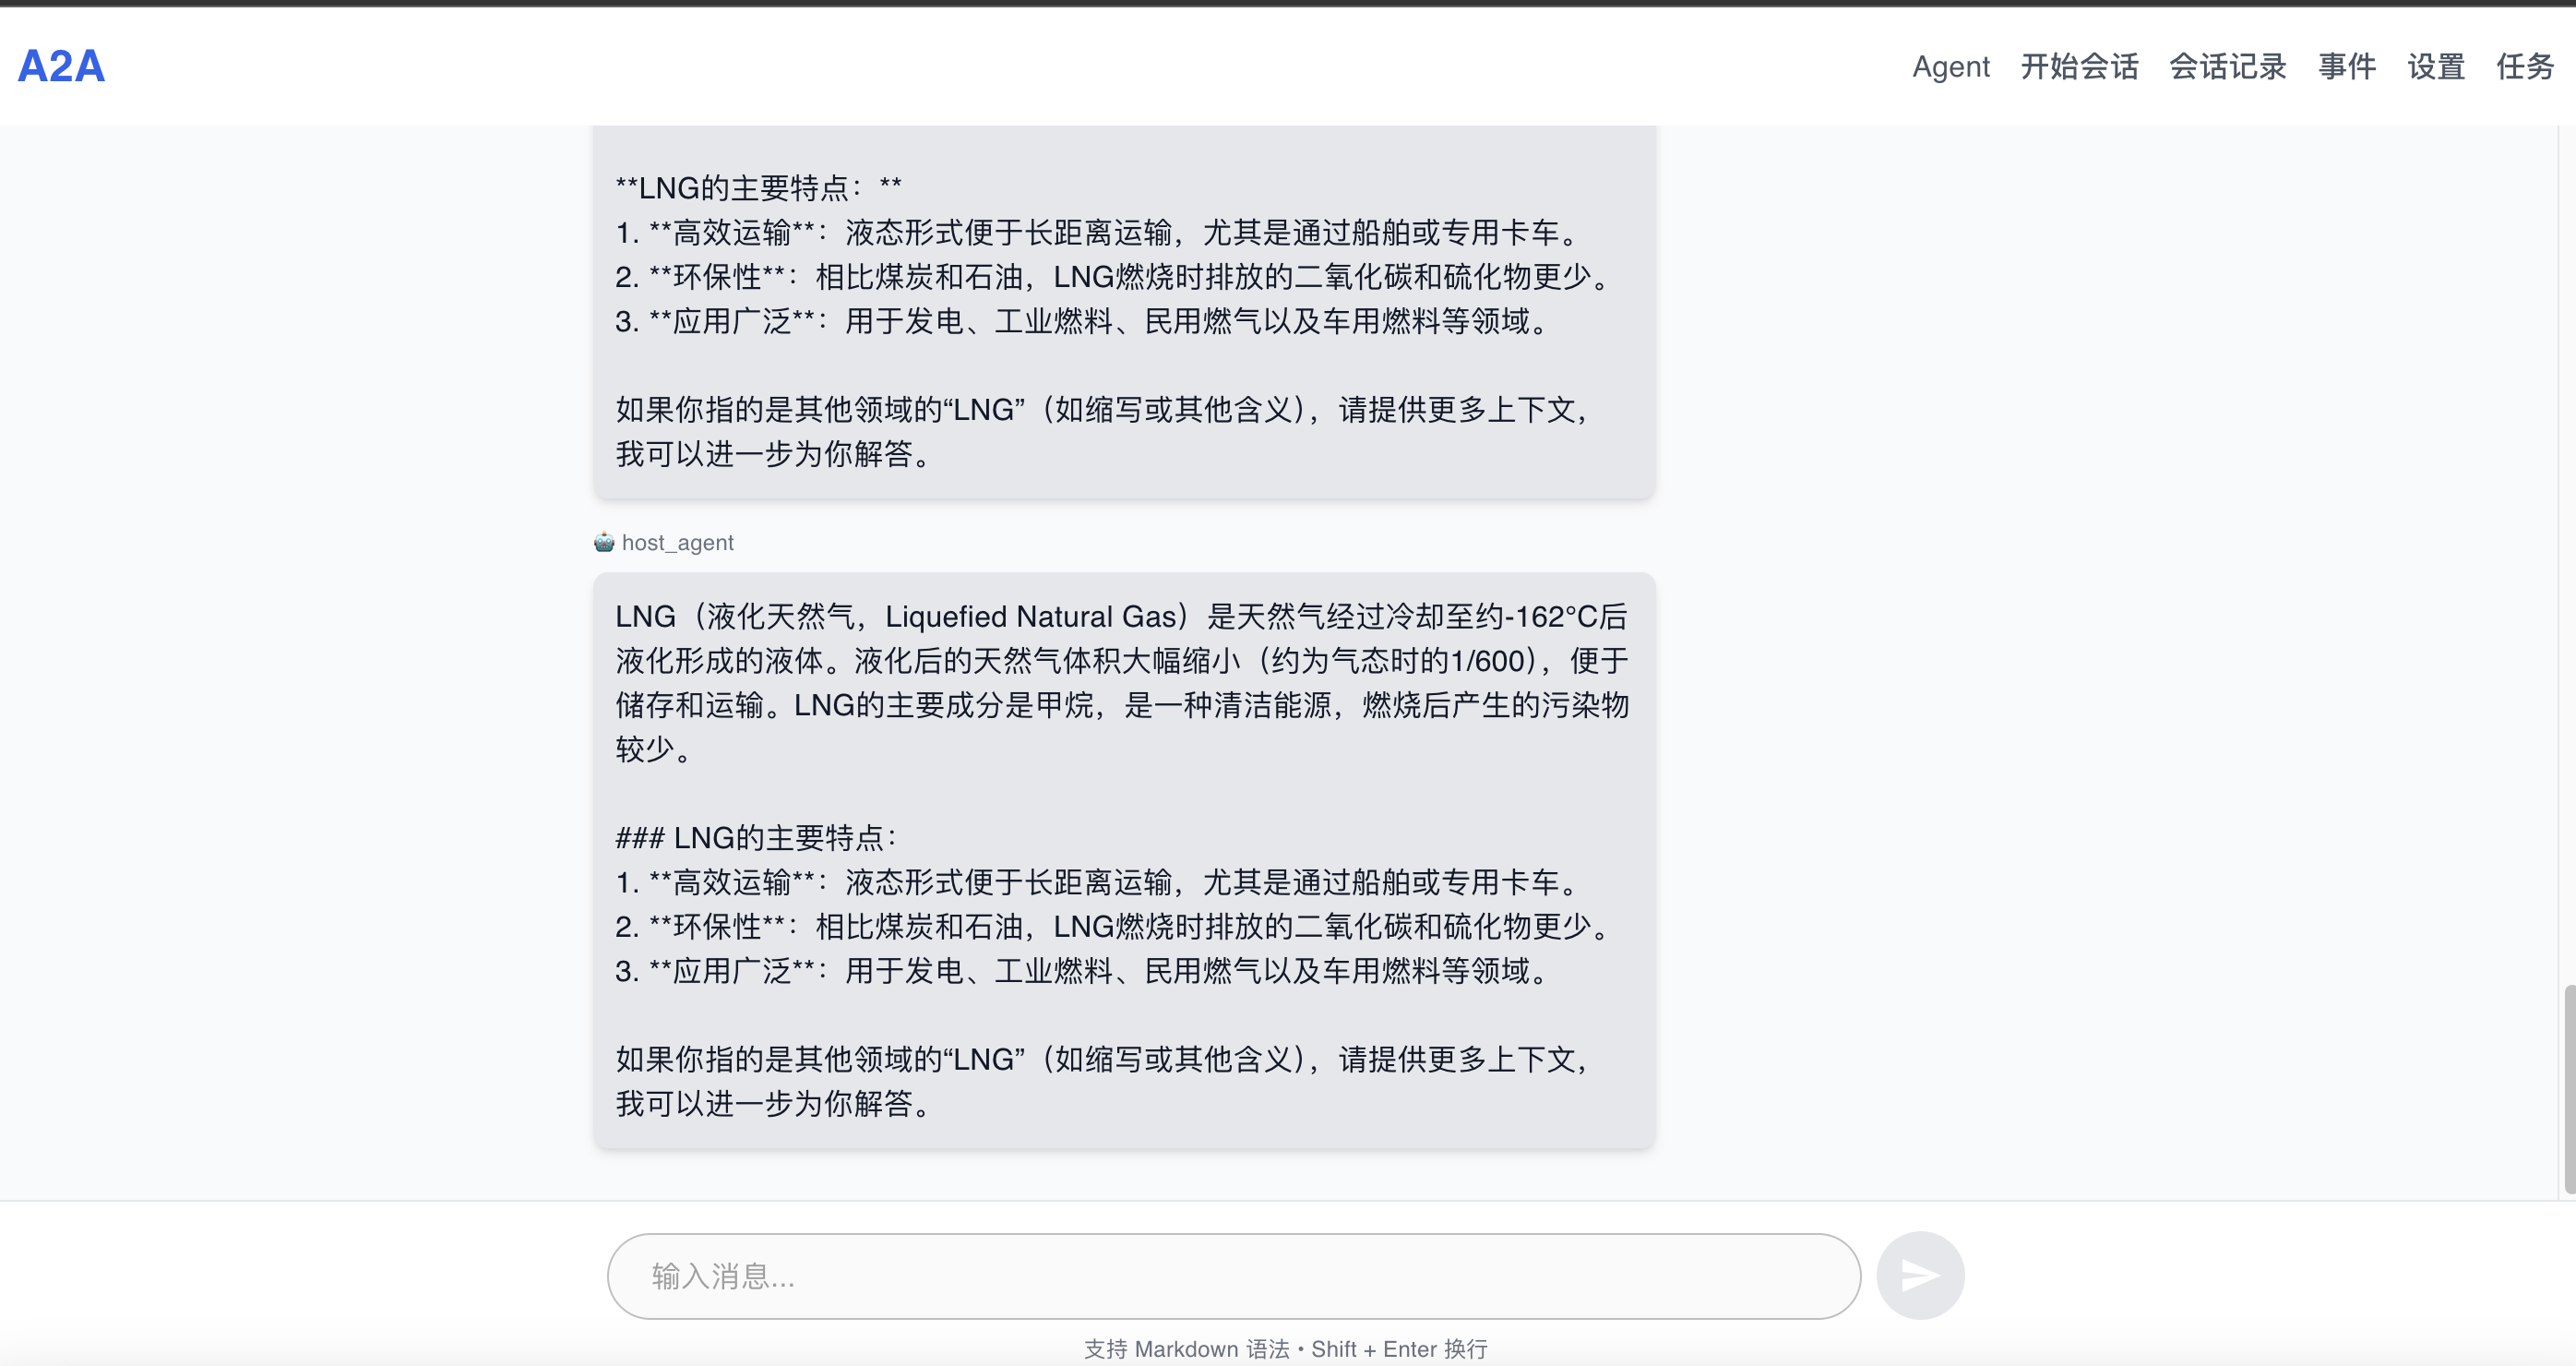 A2A
Agent 开始会话 会话记录 事件 设置 任务
**LNG的主要特点：**
1. **高效运输**：液态形式便于长距离运输，尤其是通过船舶或专用卡车。
2. **环保性**：相比煤炭和石油，LNG燃烧时排放的二氧化碳和硫化物更少。
3. **应用广泛**：用于发电、工业燃料、民用燃气以及车用燃料等领域。
如果你指的是其他领域的“LNG”（如缩写或其他含义），请提供更多上下文，
我可以进一步为你解答。
host_agent
LNG（液化天然气，Liquefied Natural Gas）是天然气经过冷却至约-162°C后
液化形成的液体。液化后的天然气体积大幅缩小（约为气态时的1/600），便于
储存和运输。LNG的主要成分是甲烷，是一种清洁能源，燃烧后产生的污染物
较少。
### LNG的主要特点：
1. **高效运输**：液态形式便于长距离运输，尤其是通过船舶或专用卡车。
2. **环保性**：相比煤炭和石油，LNG燃烧时排放的二氧化碳和硫化物更少。
3. **应用广泛**：用于发电、工业燃料、民用燃气以及车用燃料等领域。
如果你指的是其他领域的“LNG”（如缩写或其他含义），请提供更多上下文，
我可以进一步为你解答。
输入消息...
支持 Markdown 语法 • Shift + Enter 换行